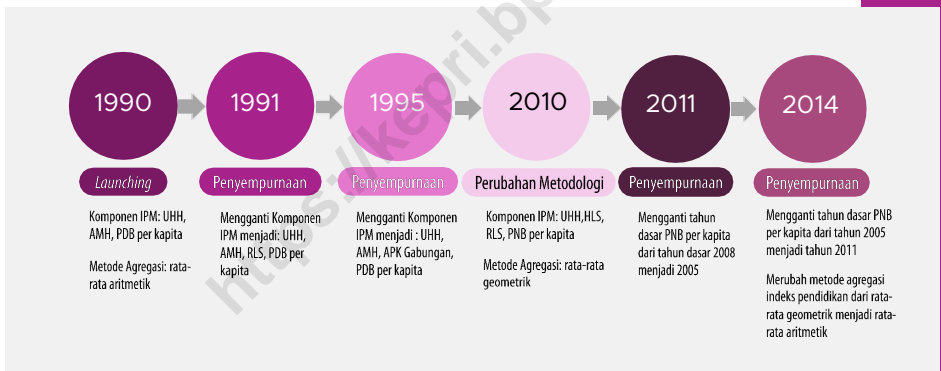 1990
1991
1995
2010
2011
2014
Launching
Penyempurnaan
Penyempurnaan
Perubahan Metodologi
Penyempurnaan
Penyempurnaan
Komponen IPM: UHH,
AMH, PDB per kapita
Metode Agregasi: rata-
rata aritmetik
Mengganti Komponen
IPM menjadi: UHH,
AMH, RLS, PDB per
kapita
Mengganti Komponen
IPM menjadi : UHH,
AMH, APK Gabungan,
PDB per kapita
Komponen IPM: UHH,HLS,
RLS, PNB per kapita
Metode Agregasi: rata-rata
geometrik
Mengganti tahun
dasar PNB per kapita
dari tahun dasar 2008
menjadi 2005
Mengganti tahun dasar PNB
per kapita dari tahun 2005
menjadi tahun 2011
Merubah metode agregasi
indeks pendidikan dari rata-
rata geometrik menjadi rata-
rata aritmetik
https://kepri.bp